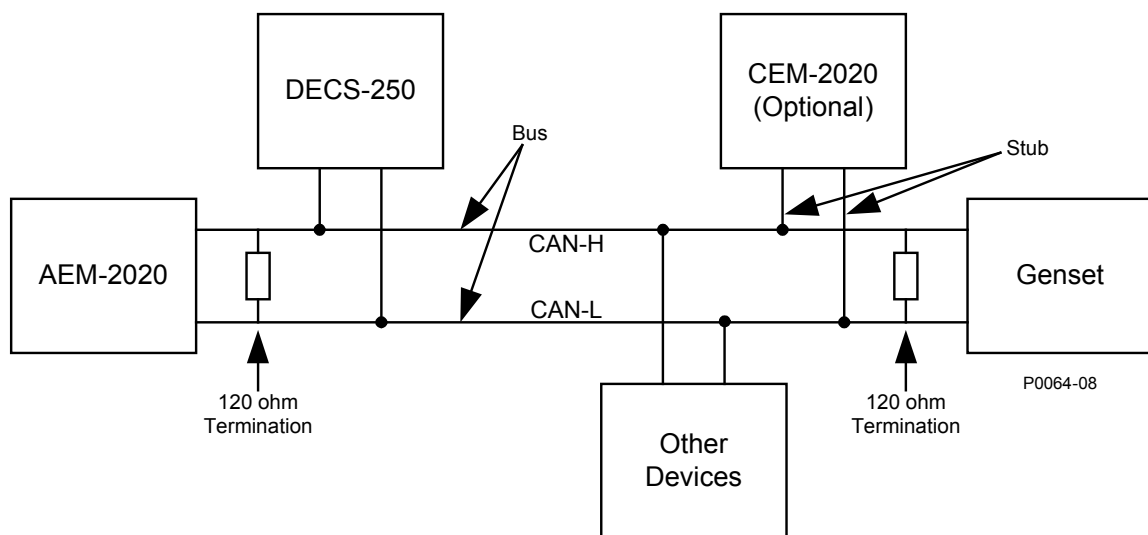 DECS-250
CEM-2020
(Optional)
Bus
Stub
AEM-2020
CAN-H
Genset
CAN-L
P0064-08
120 ohm
Termination
120 ohm
Termination
Other
Devices